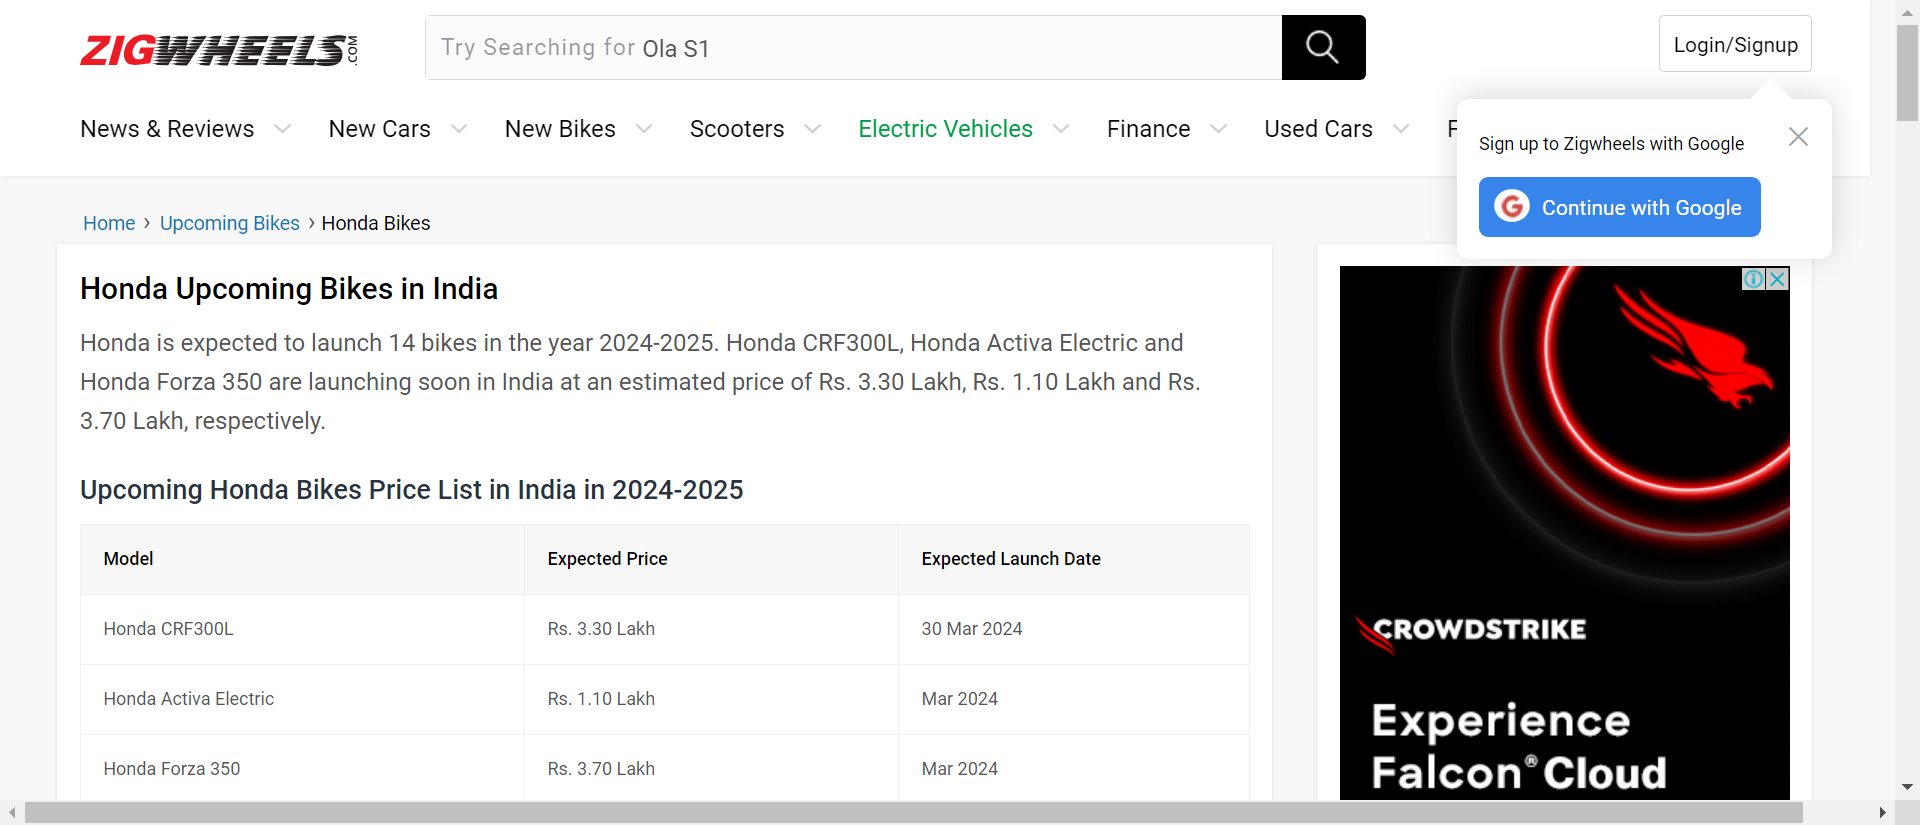 ZIGWHEELS.COM
Try Searching for Ola S1
Login/Signup
News & Reviews
New Cars
New Bikes
Scooters
Electric Vehicles
Finance
Used Cars
F
Sign up to Zigwheels with Google
G Continue with Google
Home › Upcoming Bikes › Honda Bikes
Honda Upcoming Bikes in India
Honda is expected to launch 14 bikes in the year 2024-2025. Honda CRF300L, Honda Activa Electric and
Honda Forza 350 are launching soon in India at an estimated price of Rs. 3.30 Lakh, Rs. 1.10 Lakh and Rs.
3.70 Lakh, respectively.
Upcoming Honda Bikes Price List in India in 2024-2025
Model Expected Price Expected Launch Date
Honda CRF300L Rs. 3.30 Lakh 30 Mar 2024
Honda Activa Electric Rs. 1.10 Lakh Mar 2024
Honda Forza 350 Rs. 3.70 Lakh Mar 2024
CROWDSTRIKE
Experience
Falcon® Cloud